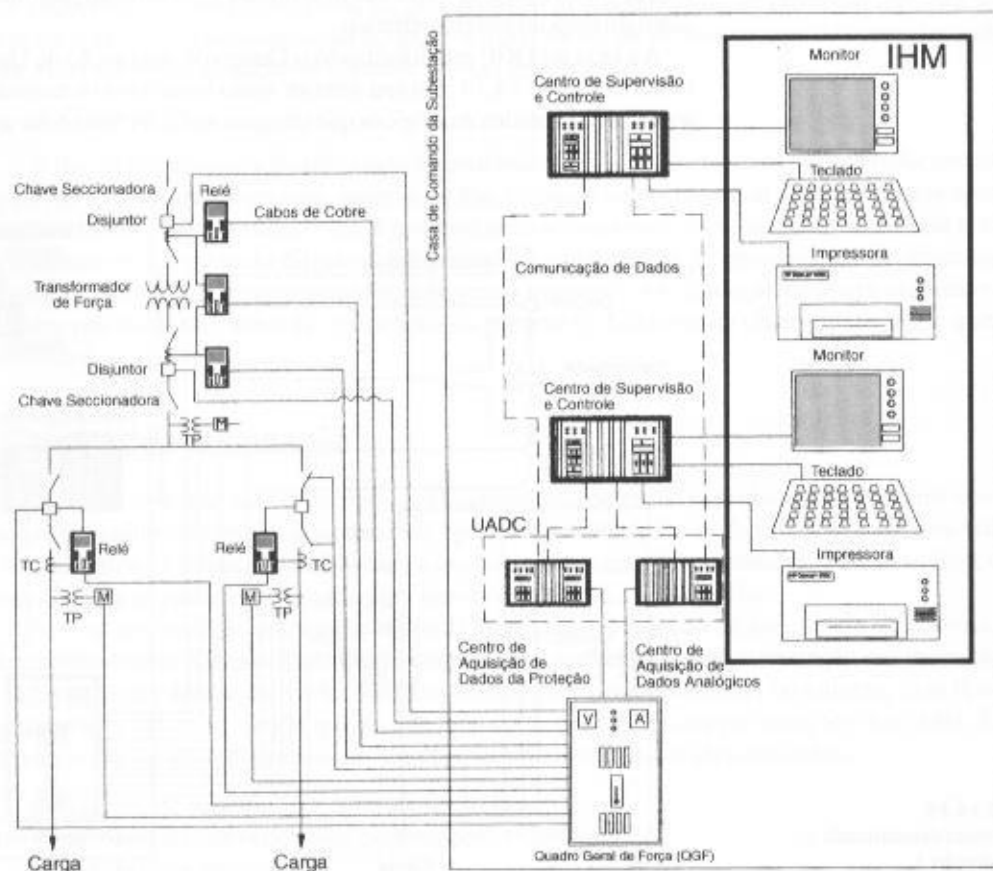 Casa de Comando da Subestação
IHM
Monitor
Centro de Supervisão
e Controle
Teclado
Chave Seccionadora
Relé
Disjuntor
Cabos de Cobre
Impressora
Comunicação de Dados
Transformador
de Força
Monitor
Disjuntor
Centro de Supervisão
e Controle
Chave Seccionadora
M
TP
Teclado
UADC
Relé
Relé
Impressora
TC
TC
M
M
TP
TP
Centro de
Aquisição de
Dados da Proteção
Centro de
Aquisição de
Dados Analógicos
V
A
Quadro Geral de Força (QGF)
Carga
Carga